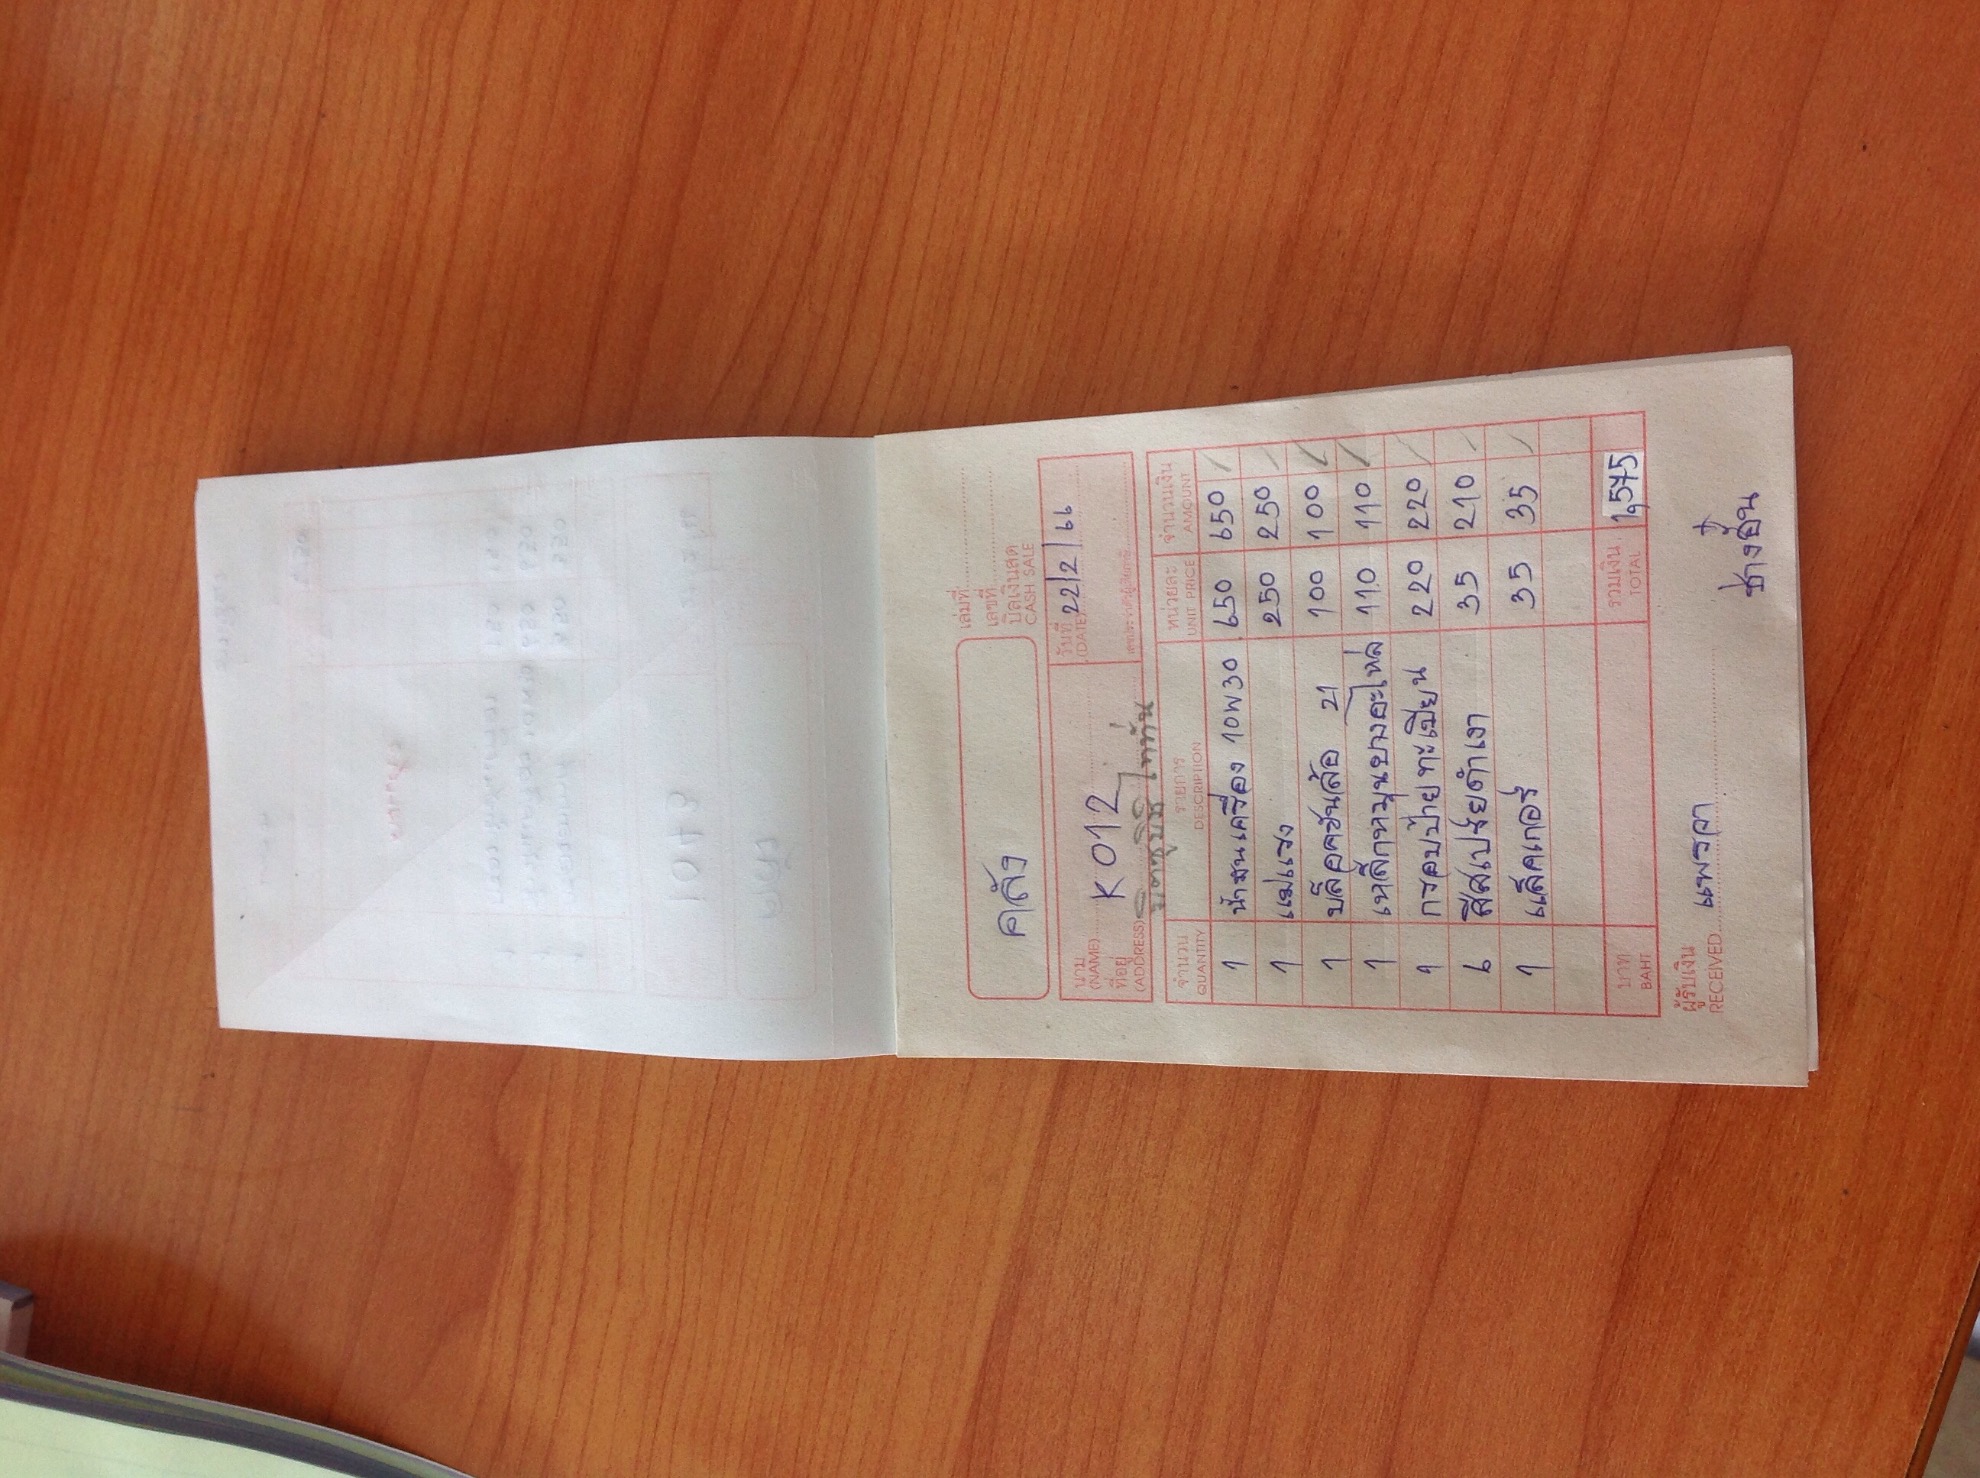 คลัง
เล่มที่
เลขที่
บิลเงินสด
CASH SALE
นาม (NAME) K 012 วันที่ (DATE) 22/2/66
ที่อยู่ (ADDRESS)
จำนวน QUANTITY รายการ DESCRIPTION หน่วยละ UNIT PRICE จำนวนเงิน AMOUNT
1 น้ำมันเครื่อง 10W30 650 650
1 แม่แรง 250 250
1 บล็อคขันล้อ 21 100 100
1 เหล็กหมุนยางอะไหล่ 110 110
1 กรอบป้ายทะเบียน 220 220
6 สีสเปรย์ดำเงา 35 210
1 แล็คเกอร์ 35 35
บาท BAHT รวมเงิน TOTAL 1,575
ผู้รับเงิน RECEIVED แพรวา